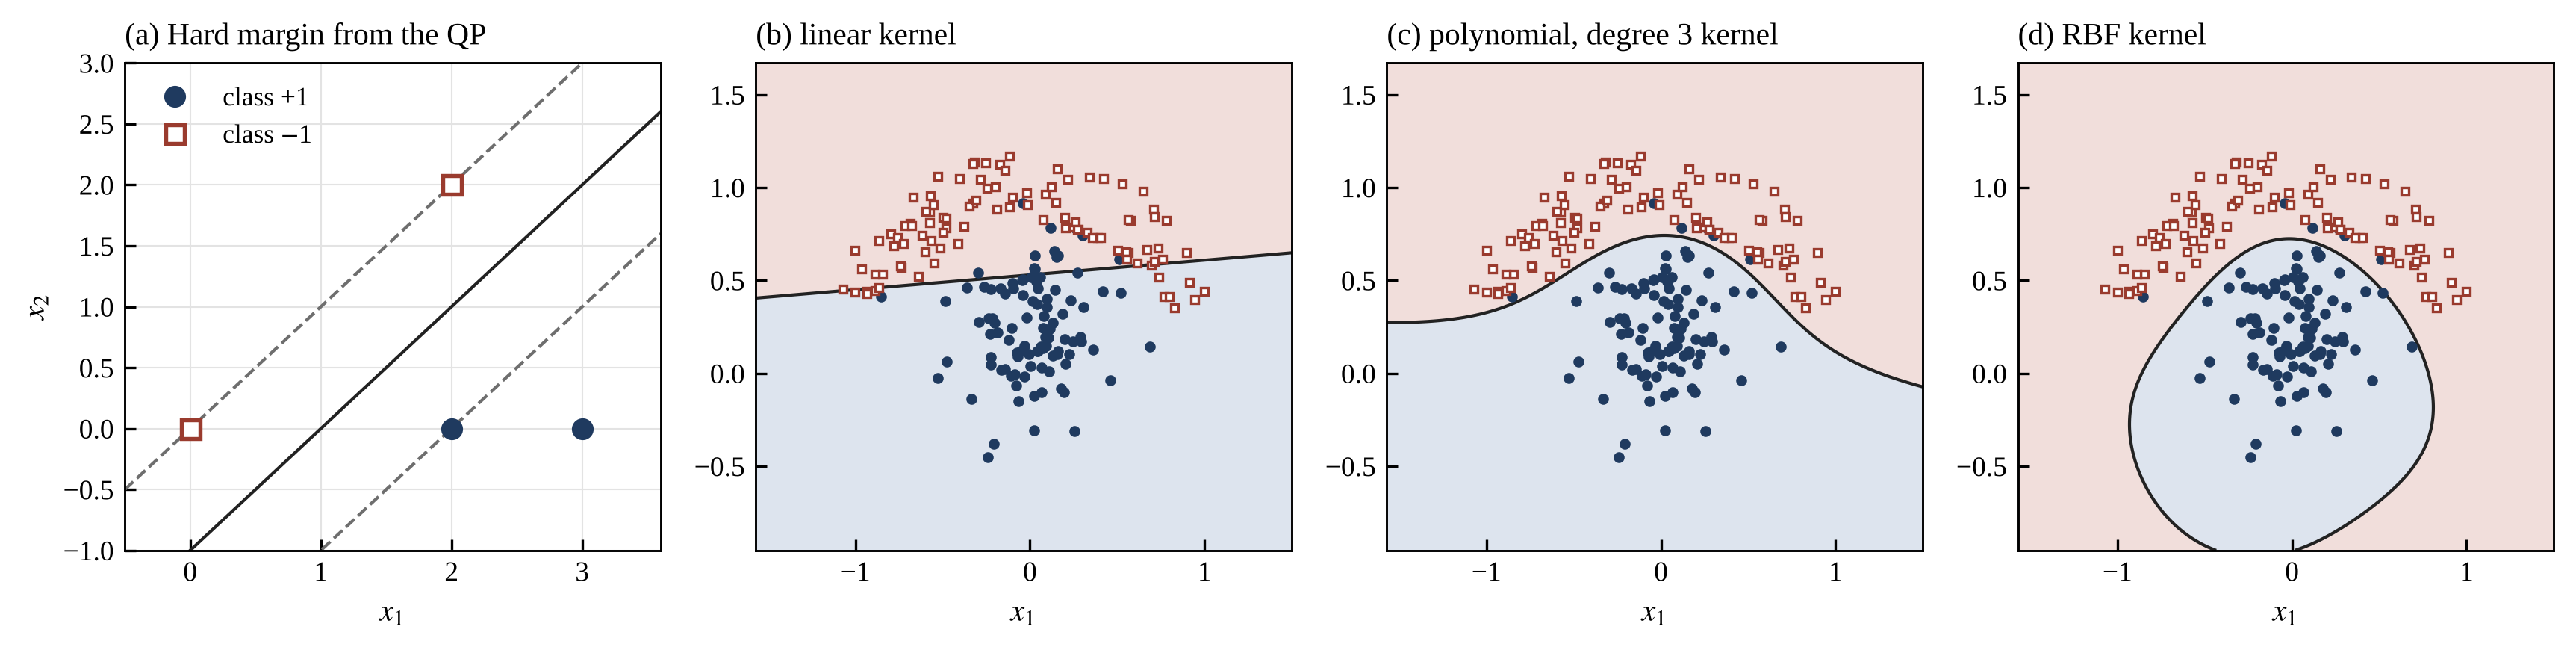 (a) Hard margin from the QP
3.0
2.5
2.0
1.5
1.0
0.5
0.0
−0.5
−1.0
x₂
class +1
class −1
0 1 2 3
x₁
(b) linear kernel
1.5
1.0
0.5
0.0
−0.5
−1 0 1
x₁
(c) polynomial, degree 3 kernel
1.5
1.0
0.5
0.0
−0.5
−1 0 1
x₁
(d) RBF kernel
1.5
1.0
0.5
0.0
−0.5
−1 0 1
x₁